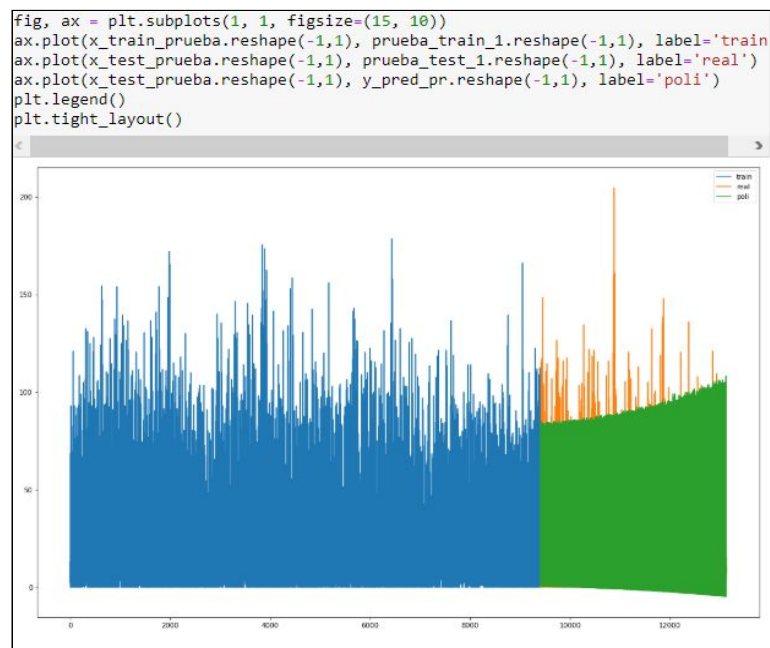 fig, ax = plt.subplots(1, 1, figsize=(15, 10))
ax.plot(x_train_prueba.reshape(-1,1), prueba_train_1.reshape(-1,1), label='train
ax.plot(x_test_prueba.reshape(-1,1), prueba_test_1.reshape(-1,1), label='real')
ax.plot(x_test_prueba.reshape(-1,1), y_pred_pr.reshape(-1,1), label='poli')
plt.legend()
plt.tight_layout()
200
train
real
poli
150
100
50
0
0 2000 4000 6000 8000 10000 12000